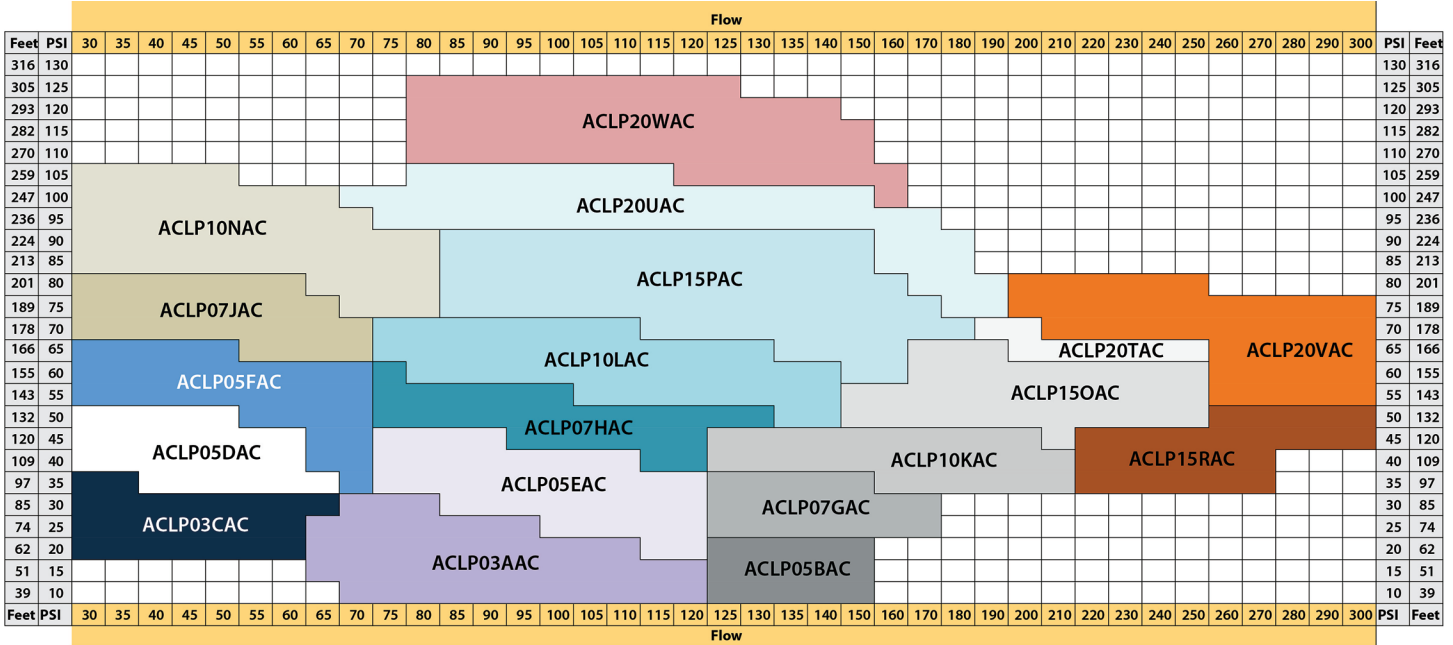 Flow
Feet PSI 30 35 40 45 50 55 60 65 70 75 80 85 90 95 100 105 110 115 120 125 130 135 140 150 160 170 180 190 200 210 220 230 240 250 260 270 280 290 300 PSI Feet
316 130 130 316
305 125 125 305
293 120 ACLP20WAC 120 293
282 115 115 282
270 110 110 270
259 105 105 259
247 100 ACLP20UAC 100 247
236 95 ACLP10NAC 95 236
224 90 90 224
213 85 ACLP15PAC 85 213
201 80 80 201
189 75 ACLP07JAC 75 189
178 70 70 178
166 65 ACLP10LAC ACLP20TAC ACLP20VAC 65 166
155 60 ACLP05FAC 60 155
143 55 ACLP15OAC 55 143
132 50 ACLP07HAC 50 132
120 45 ACLP05DAC 45 120
109 40 ACLP10KAC ACLP15RAC 40 109
97 35 ACLP05EAC 35 97
85 30 ACLP07GAC 30 85
74 25 ACLP03CAC 25 74
62 20 ACLP03AAC 20 62
51 15 ACLP05BAC 15 51
39 10 10 39
Feet PSI 30 35 40 45 50 55 60 65 70 75 80 85 90 95 100 105 110 115 120 125 130 135 140 150 160 170 180 190 200 210 220 230 240 250 260 270 280 290 300 PSI Feet
Flow